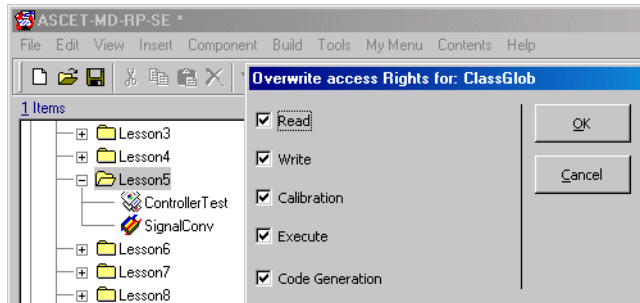 ASCET-MD-RP-SE *
File Edit View Insert Component Build Tools My Menu Contents Help
Overwrite access Rights for: ClassGlob
1 Items
Lesson3
Lesson4
Lesson5
ControllerTest
SignalConv
Lesson6
Lesson7
Lesson8
Read
Write
Calibration
Execute
Code Generation
OK
Cancel